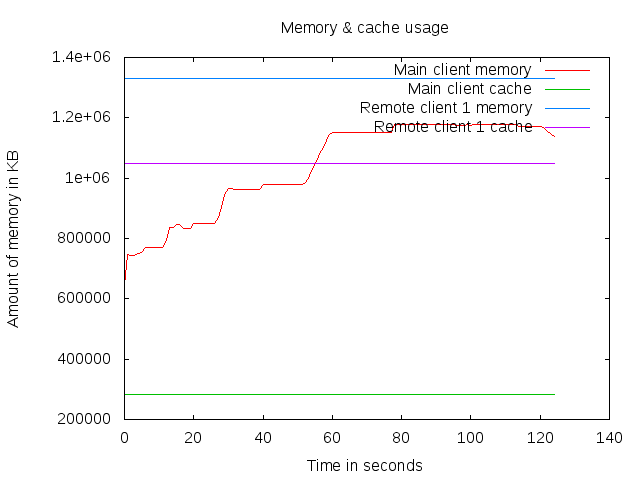 Memory & cache usage
1.4e+06
1.2e+06
1e+06
800000
600000
400000
200000
Amount of memory in KB
Main client memory
Main client cache
Remote client 1 memory
Remote client 1 cache
0 20 40 60 80 100 120 140
Time in seconds